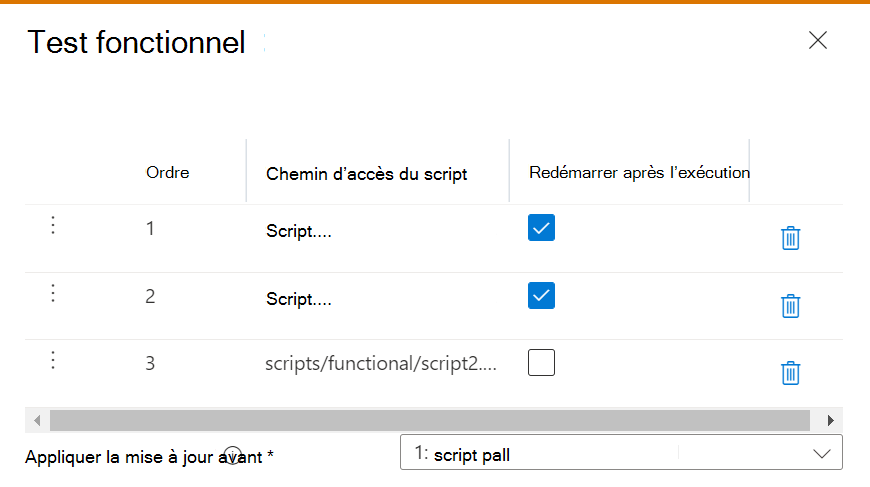 Test fonctionnel
Ordre Chemin d’accès du script Redémarrer après l’exécution
1 Script....
2 Script....
3 scripts/functional/script2....
Appliquer la mise à jour avant * 1: script pall